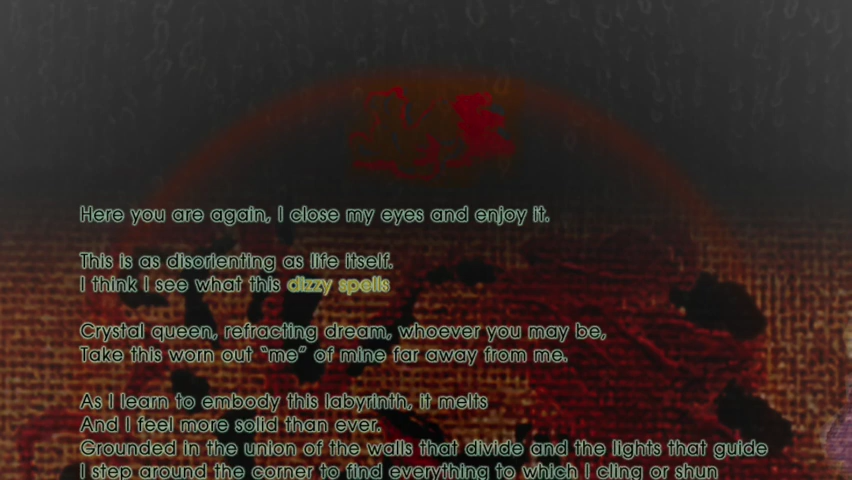 Here you are again, I close my eyes and enjoy it.
This is as disorienting as life itself.
I think I see what this dizzy spells
Crystal queen, refracting dream, whoever you may be,
Take this worn out “me” of mine far away from me.
As I learn to embody this labyrinth, it melts
And I feel more solid than ever.
Grounded in the union of the walls that divide and the lights that guide
I step around the corner to find everything to which I cling or shun